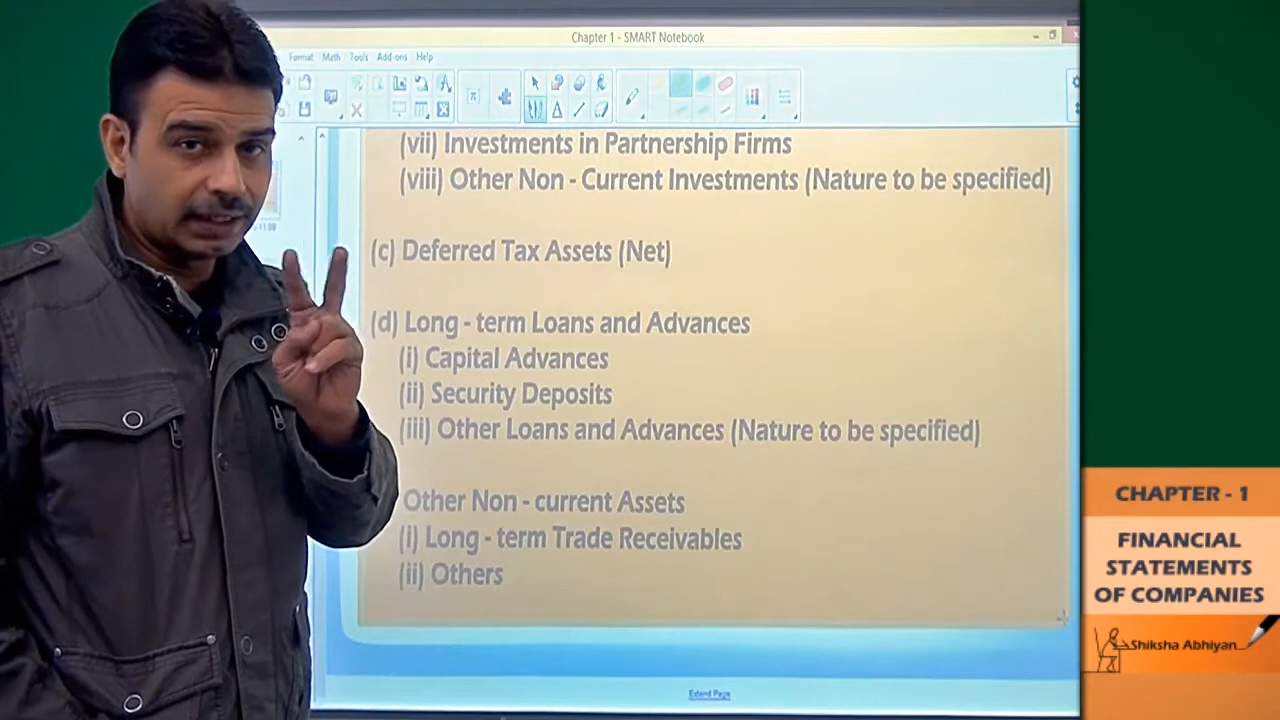 Chapter 1 - SMART Notebook
Format Math Tools Add-ons Help
(vii) Investments in Partnership Firms
(viii) Other Non - Current Investments (Nature to be specified)
(c) Deferred Tax Assets (Net)
(d) Long - term Loans and Advances
(i) Capital Advances
(ii) Security Deposits
(iii) Other Loans and Advances (Nature to be specified)
Other Non - current Assets
(i) Long - term Trade Receivables
(ii) Others
Extend Page
CHAPTER - 1
FINANCIAL
STATEMENTS
OF COMPANIES
Shiksha Abhiyan